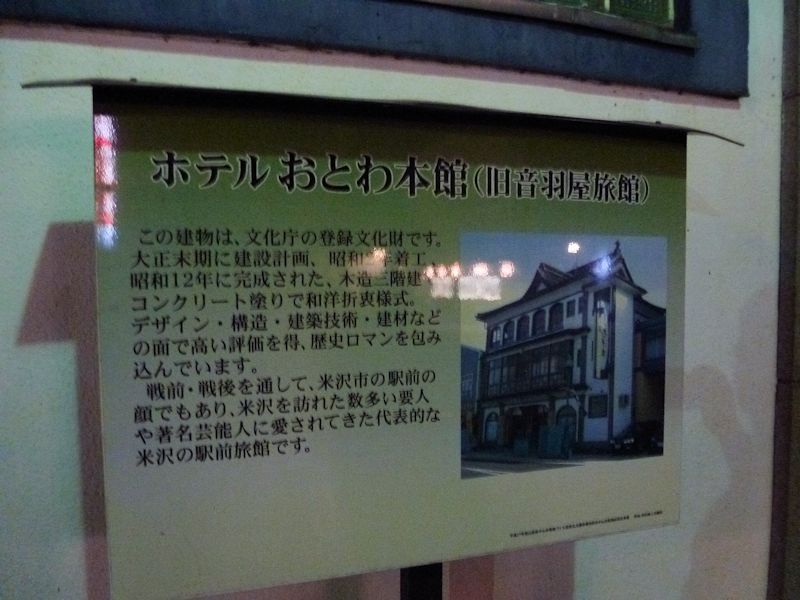 ホテルおとわ本館(旧音羽屋旅館)
この建物は、文化庁の登録文化財です。
大正末期に建設計画、昭和 年着工、
昭和12年に完成された、木造三階建
コンクリート塗りで和洋折衷様式。
デザイン・構造・建築技術・建材など
の面で高い評価を得、歴史ロマンを包み
込んでいます。
戦前・戦後を通して、米沢市の駅前の
顔でもあり、米沢を訪れた数多い要人
や著名芸能人に愛されてきた代表的な
米沢の駅前旅館です。